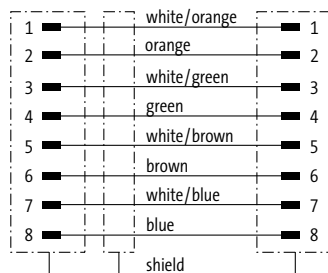 1 white/orange 1
2 orange 2
3 white/green 3
4 green 4
5 white/brown 5
6 brown 6
7 white/blue 7
8 blue 8
shield